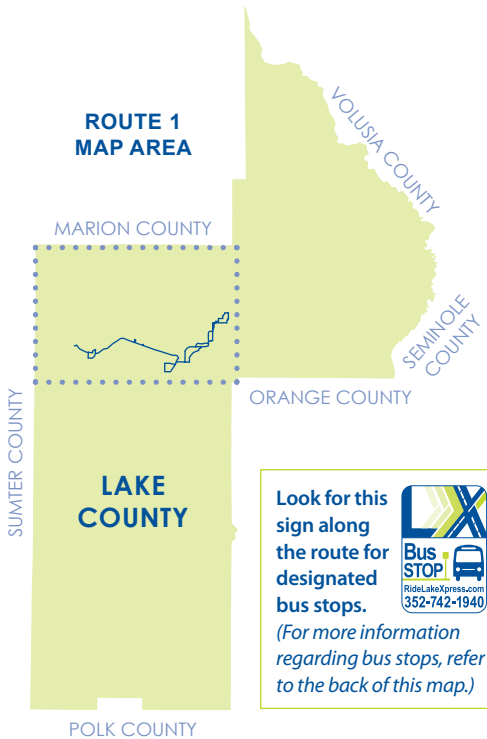 ROUTE 1
MAP AREA
VOLUSIA COUNTY
MARION COUNTY
SEMINOLE
COUNTY
ORANGE COUNTY
SUMTER COUNTY
LAKE
COUNTY
Look for this
sign along
the route for
designated
bus stops.
(For more information
regarding bus stops, refer
to the back of this map.)
LX
Bus
STOP
RideLakeXpress.com
352-742-1940
POLK COUNTY